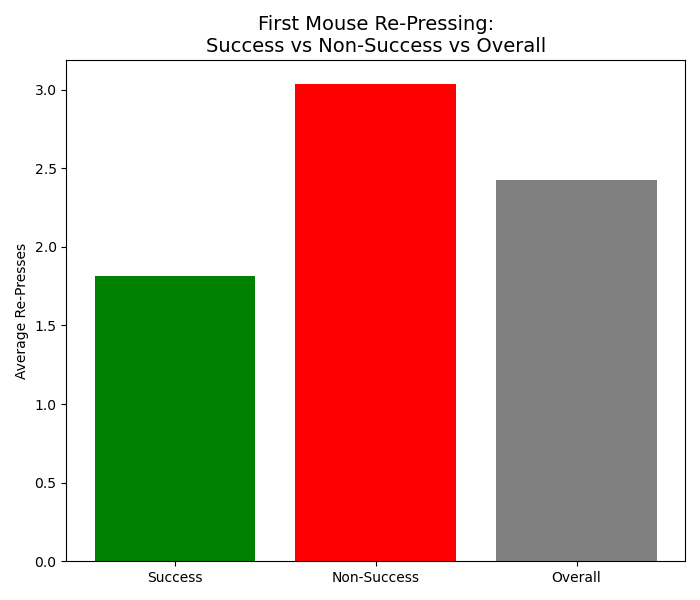 First Mouse Re-Pressing:
Success vs Non-Success vs Overall
Average Re-Presses
3.0
2.5
2.0
1.5
1.0
0.5
0.0
Success
Non-Success
Overall